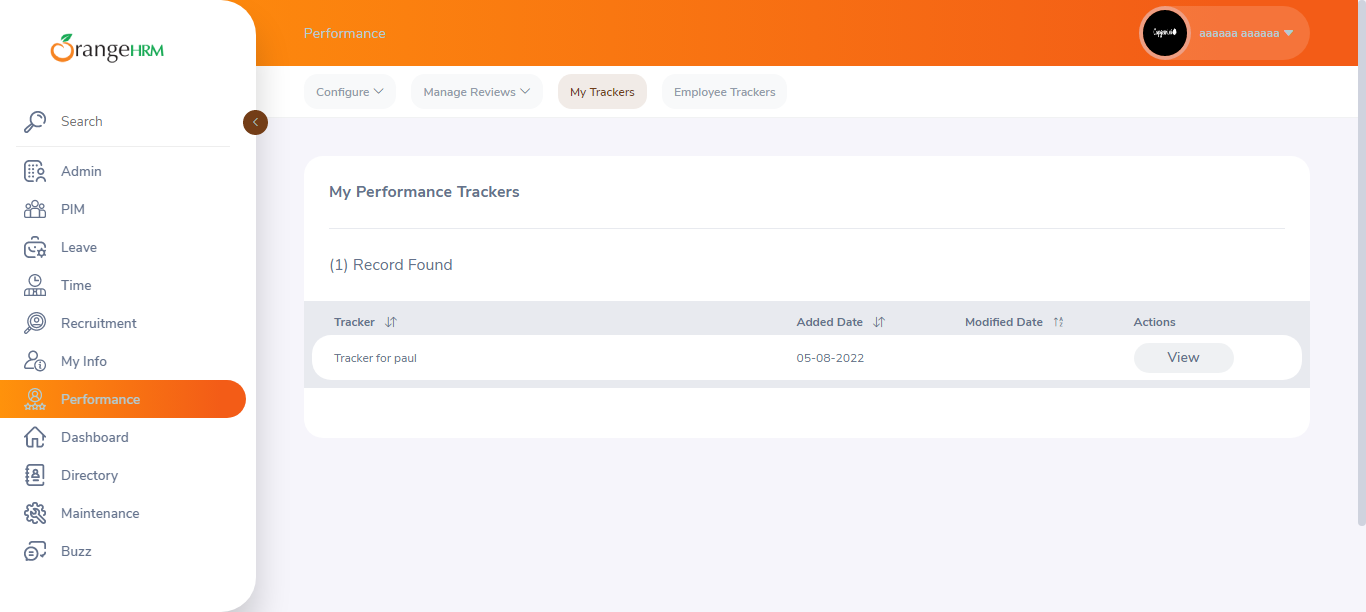 OrangeHRM
Performance
aaaaaa aaaaaa
Search
Configure
Manage Reviews
My Trackers
Employee Trackers
Admin
PIM
Leave
Time
Recruitment
My Info
Performance
Dashboard
Directory
Maintenance
Buzz
My Performance Trackers
(1) Record Found
Tracker Added Date Modified Date Actions
Tracker for paul 05-08-2022 View